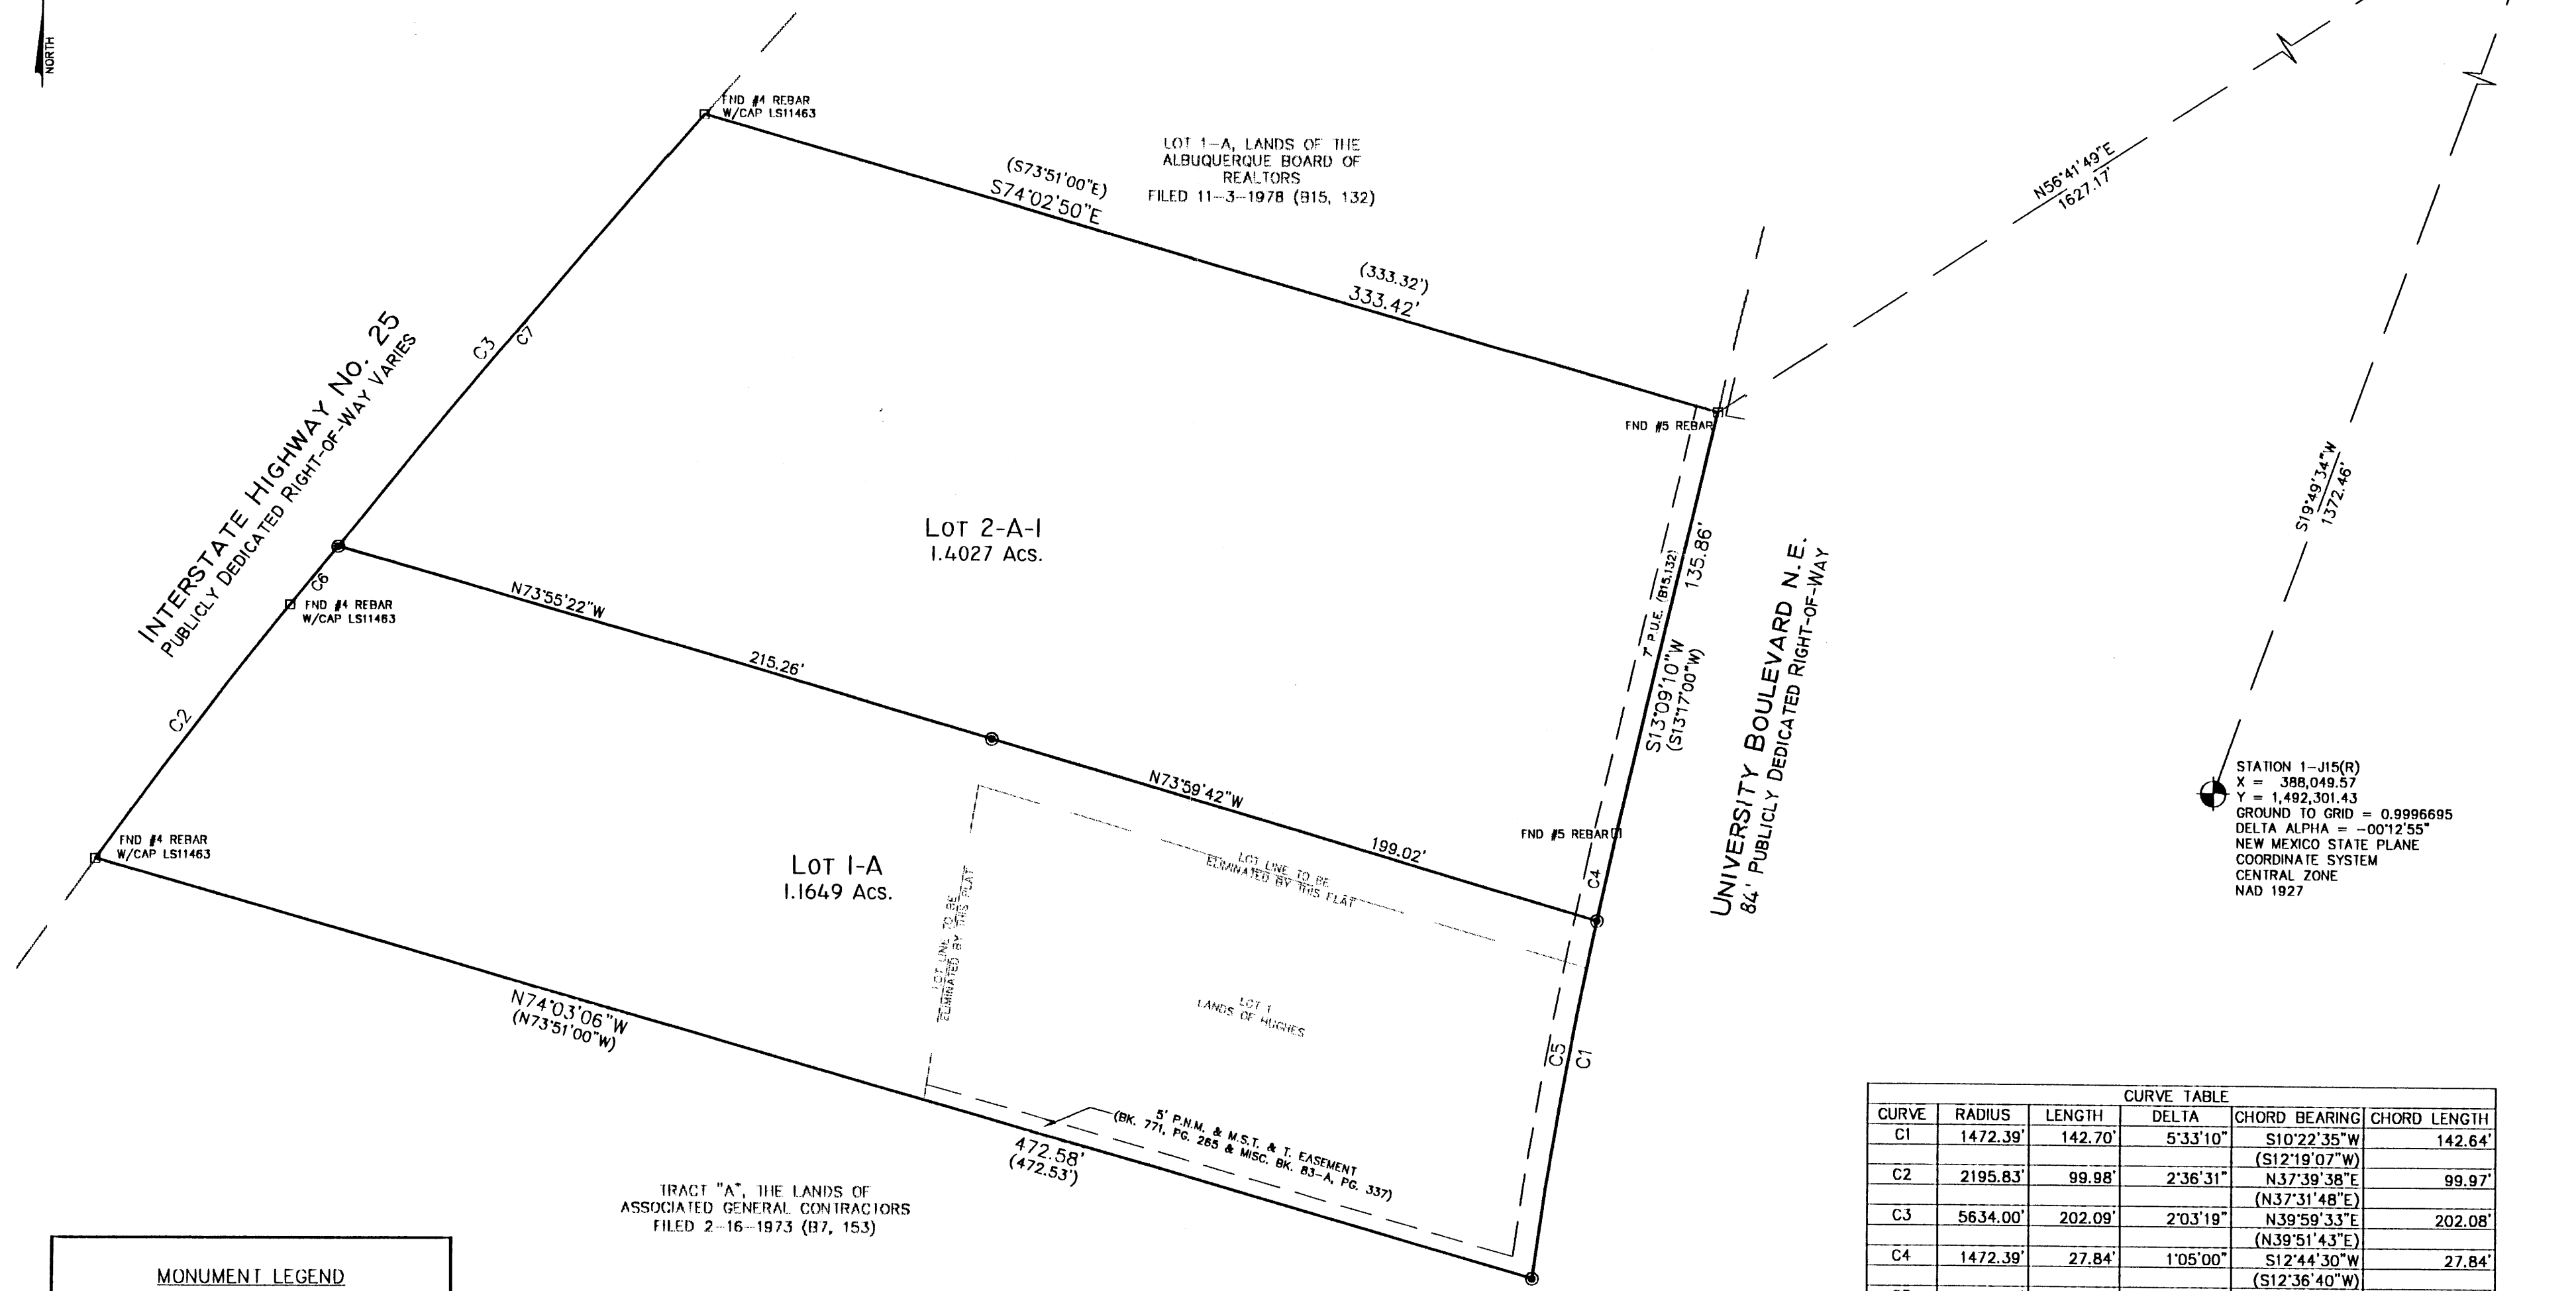 NORTH
FND #4 REBAR
W/CAP LS11463
LOT 1-A, LANDS OF THE
ALBUQUERQUE BOARD OF
REALTORS
FILED 11-3-1978 (B15, 132)
(S73°51'00"E)
S74°02'50"E
(333.32')
333.42'
N56°41'49"E
1627.17'
S19°49'34"W
1372.46'
INTERSTATE HIGHWAY No. 25
PUBLICLY DEDICATED RIGHT-OF-WAY VARIES
C3
C7
FND #5 REBAR
LOT 2-A-1
1.4027 Acs.
7' P.U.E. (B15,132)
135.86'
S13°09'10"W
(S13°17'00"W)
UNIVERSITY BOULEVARD N.E.
84' PUBLICLY DEDICATED RIGHT-OF-WAY
C6
FND #4 REBAR
W/CAP LS11463
N73°55'22"W
215.26'
C2
N73°59'42"W
199.02'
FND #5 REBAR
C4
STATION 1-J15(R)
X = 388,049.57
Y = 1,492,301.43
GROUND TO GRID = 0.9996695
DELTA ALPHA = -00°12'55"
NEW MEXICO STATE PLANE
COORDINATE SYSTEM
CENTRAL ZONE
NAD 1927
FND #4 REBAR
W/CAP LS11463
LOT 1-A
1.1649 Acs.
LOT LINE TO BE
ELIMINATED BY THIS PLAT
LOT LINE TO BE
ELIMINATED BY THIS PLAT
LOT 1
LANDS OF HUGHES
C5
C1
N74°03'06"W
(N73°51'00"W)
472.58'
(472.53')
5' P.N.M. & M.S.T. & T. EASEMENT
(BK. 771, PG. 265 & MISC. BK. 83-A, PG. 337)
TRACT "A", THE LANDS OF
ASSOCIATED GENERAL CONTRACTORS
FILED 2-16-1973 (B7, 153)
MONUMENT LEGEND
CURVE TABLE
CURVE RADIUS LENGTH DELTA CHORD BEARING CHORD LENGTH
C1 1472.39' 142.70' 5°33'10" S10°22'35"W 142.64'
(S12°19'07"W)
C2 2195.83' 99.98' 2°36'31" N37°39'38"E 99.97'
(N37°31'48"E)
C3 5634.00' 202.09' 2°03'19" N39°59'33"E 202.08'
(N39°51'43"E)
C4 1472.39' 27.84' 1°05'00" S12°44'30"W 27.84'
(S12°36'40"W)